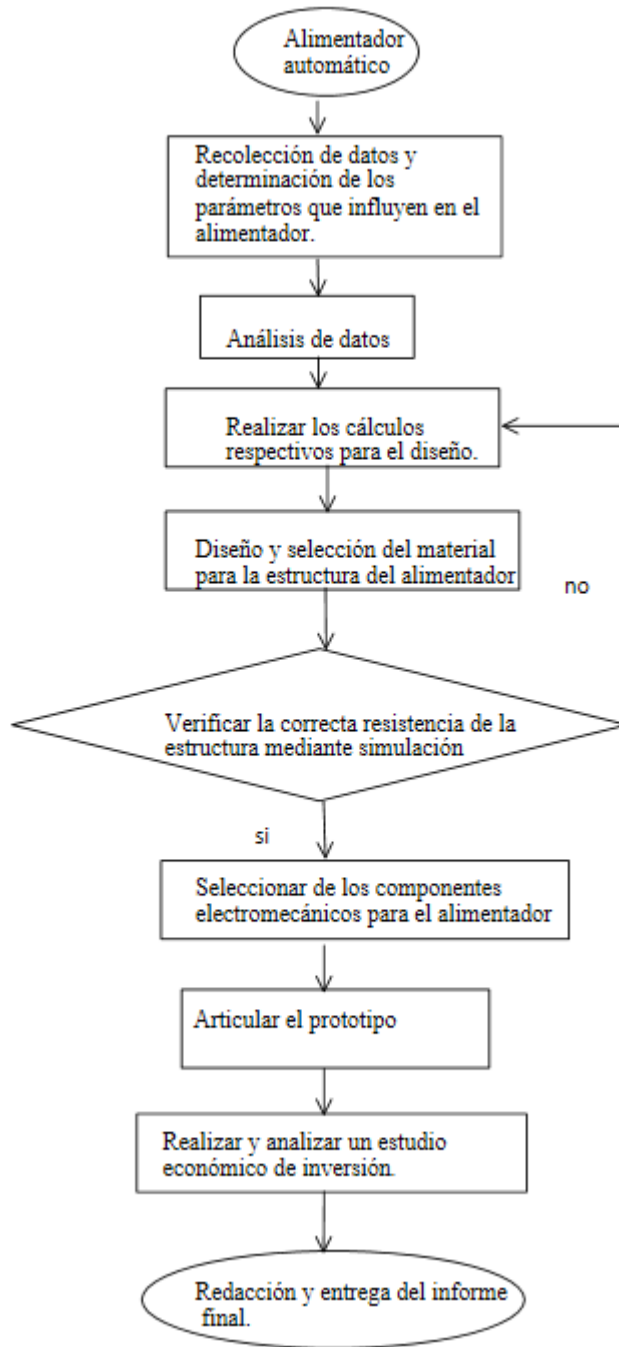 Alimentador
automático
Recolección de datos y
determinación de los
parámetros que influyen en el
alimentador.
Análisis de datos
Realizar los cálculos
respectivos para el diseño.
Diseño y selección del material
para la estructura del alimentador
no
Verificar la correcta resistencia de la
estructura mediante simulación
si
Seleccionar de los componentes
electromecánicos para el alimentador
Articular el prototipo
Realizar y analizar un estudio
económico de inversión.
Redacción y entrega del informe
final.